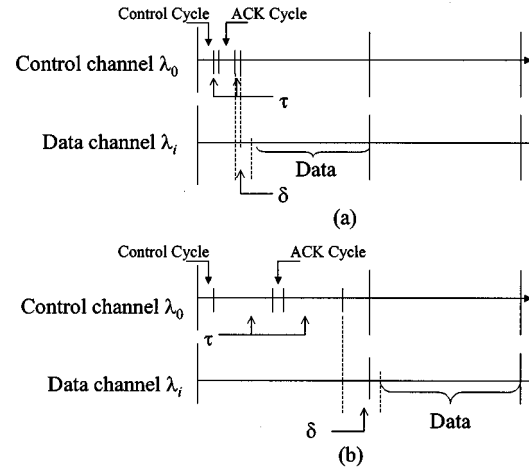 Control Cycle ACK Cycle
Control channel λ0
τ
Data channel λi
Data
δ
(a)
Control Cycle ACK Cycle
Control channel λ0
τ
Data channel λi
δ
Data
(b)